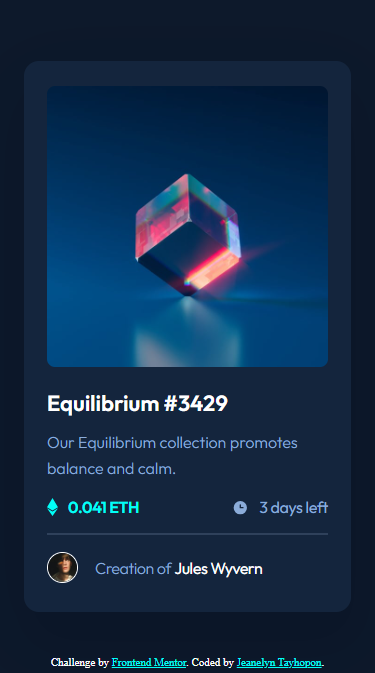 Equilibrium #3429
Our Equilibrium collection promotes
balance and calm.
0.041 ETH 3 days left
Creation of Jules Wyvern
Challenge by Frontend Mentor. Coded by Jeanelyn Tayhopon.